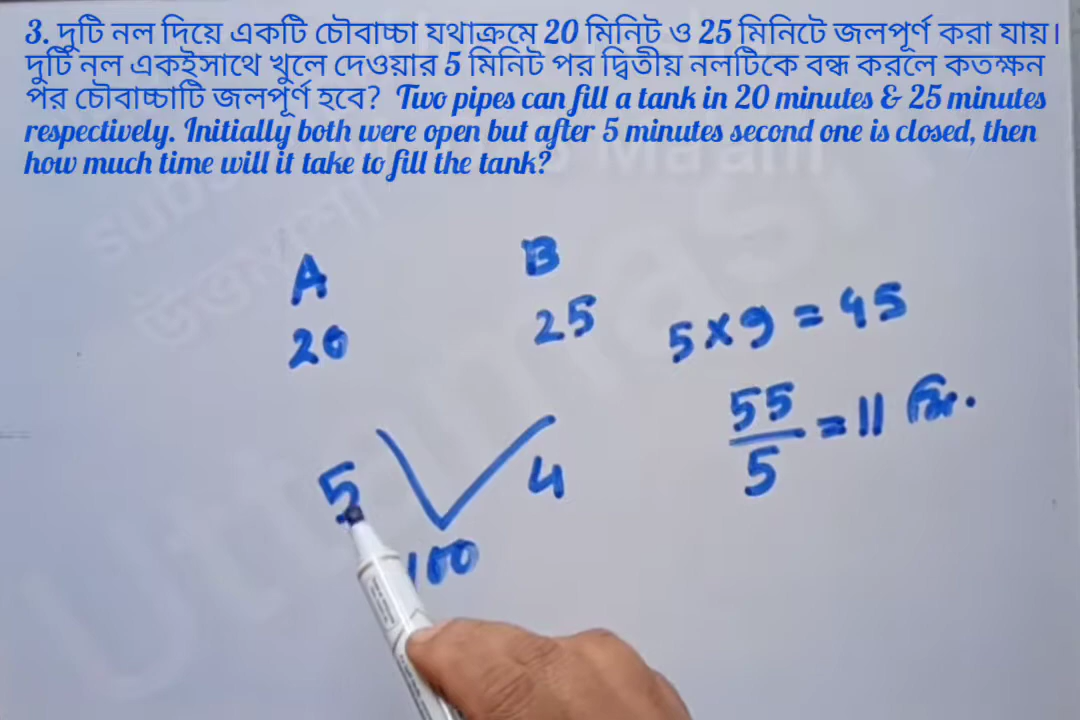 3. দুটি নল দিয়ে একটি চৌবাচ্চা যথাক্রমে 20 মিনিট ও 25 মিনিটে জলপূর্ণ করা যায়।
দুটি নল একইসাথে খুলে দেওয়ার 5 মিনিট পর দ্বিতীয় নলটিকে বন্ধ করলে কতক্ষন
পর চৌবাচ্চাটি জলপূর্ণ হবে? Two pipes can fill a tank in 20 minutes & 25 minutes
respectively. Initially both were open but after 5 minutes second one is closed, then
how much time will it take to fill the tank?
A B
20 25 5 x 9 = 45
55/5 = 11 মি.
5 4
100